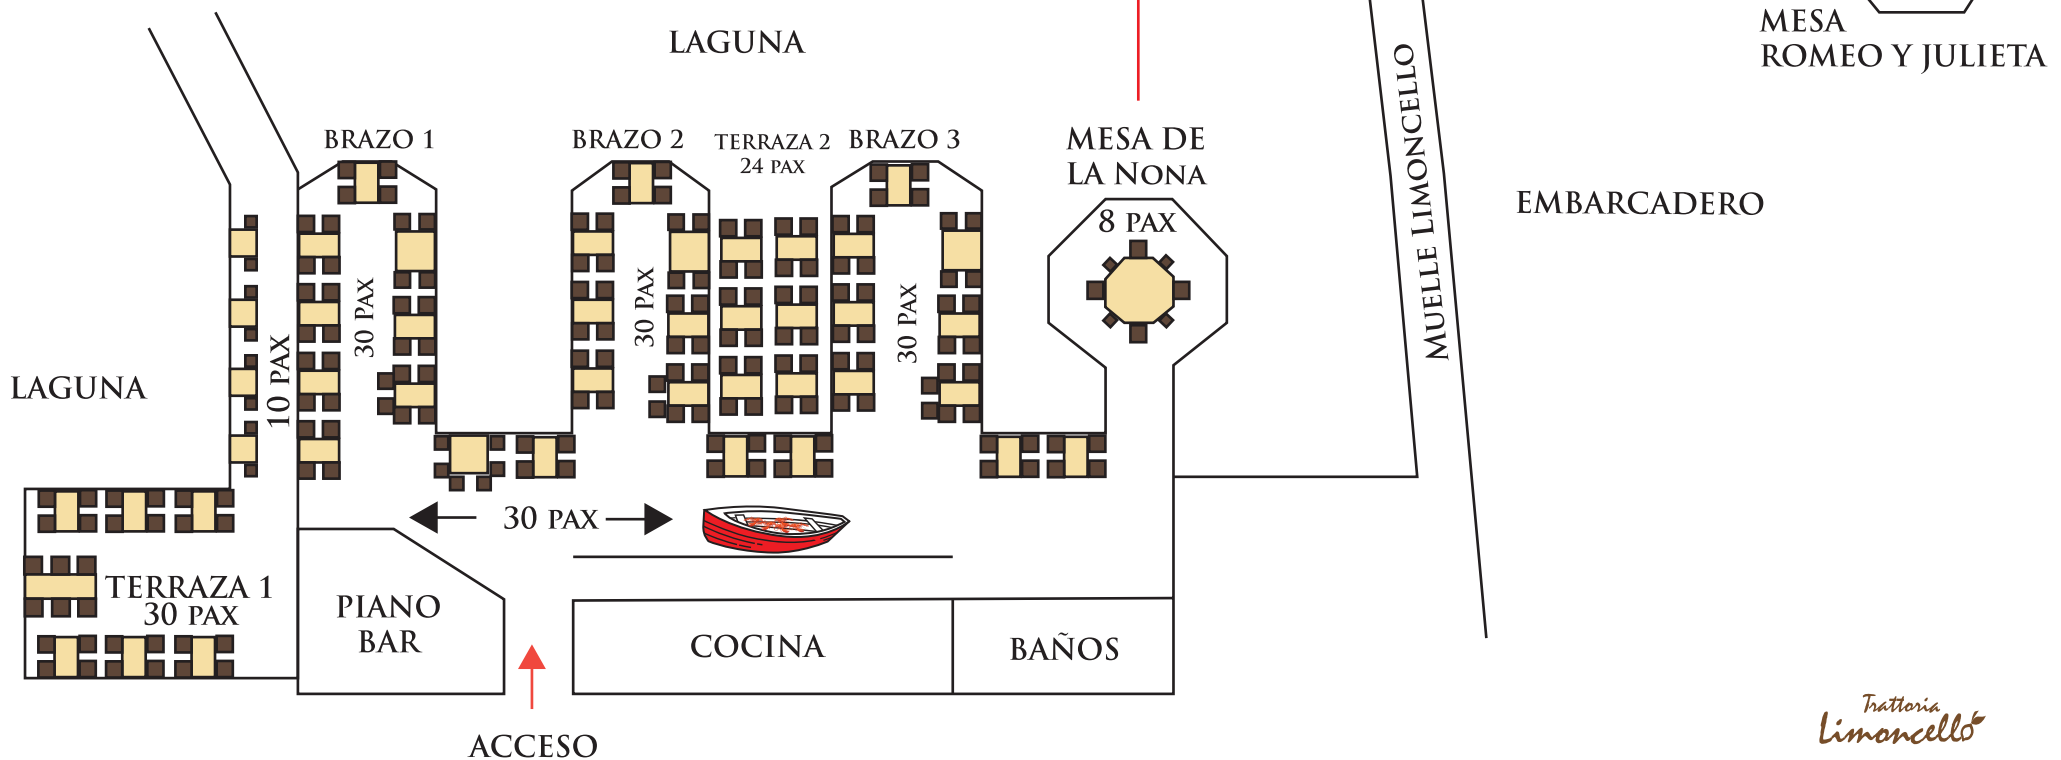 LAGUNA
MESA
ROMEO Y JULIETA
BRAZO 1
BRAZO 2
TERRAZA 2
24 PAX
BRAZO 3
MESA DE
LA NONA
8 PAX
MUELLE LIMONCELLO
EMBARCADERO
LAGUNA
10 PAX
30 PAX
30 PAX
30 PAX
30 PAX
TERRAZA 1
30 PAX
PIANO
BAR
COCINA
BAÑOS
ACCESO
Trattoria
Limoncello